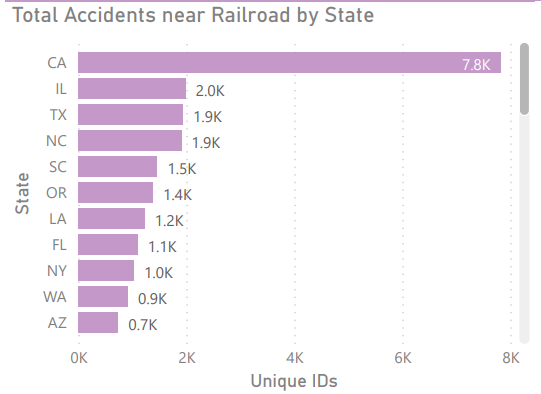 Total Accidents near Railroad by State
State
CA 7.8K
IL 2.0K
TX 1.9K
NC 1.9K
SC 1.5K
OR 1.4K
LA 1.2K
FL 1.1K
NY 1.0K
WA 0.9K
AZ 0.7K
0K 2K 4K 6K 8K
Unique IDs